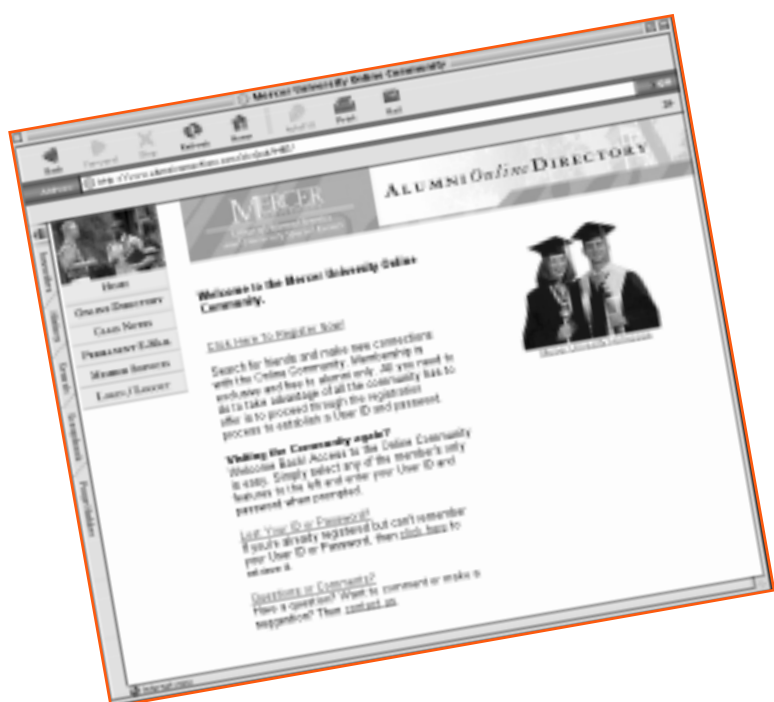 Mercer University Online Community
Back
Forward
Stop
Refresh
Home
AutoFill
Print
Mail
MERCER
ALUMNI Online DIRECTORY
HOME
ONLINE DIRECTORY
CLASS NOTES
PERMANENT E-MAIL
MEMBER SERVICES
LOGIN / LOGOUT
Favorites
History
Search
Scrapbook
Page Holder
Welcome to the Mercer University Online
Community.
Click Here To Register Now!
Search for friends and make new connections
with the Online Community. Membership is
exclusive and free to alumni only. All you need to
do to take advantage of all the community has to
offer is to proceed through the registration
process to establish a User ID and password.
Visiting the Community again?
Welcome Back! Access to the Online Community
is easy. Simply select any of the member's only
features to the left and enter your User ID and
password when prompted.
Lost Your ID or Password?
If you're already registered but can't remember
your User ID or Password, then click here to
retrieve it.
Questions or Comments?
Have a question? Want to comment or make a
suggestion? Then contact us.